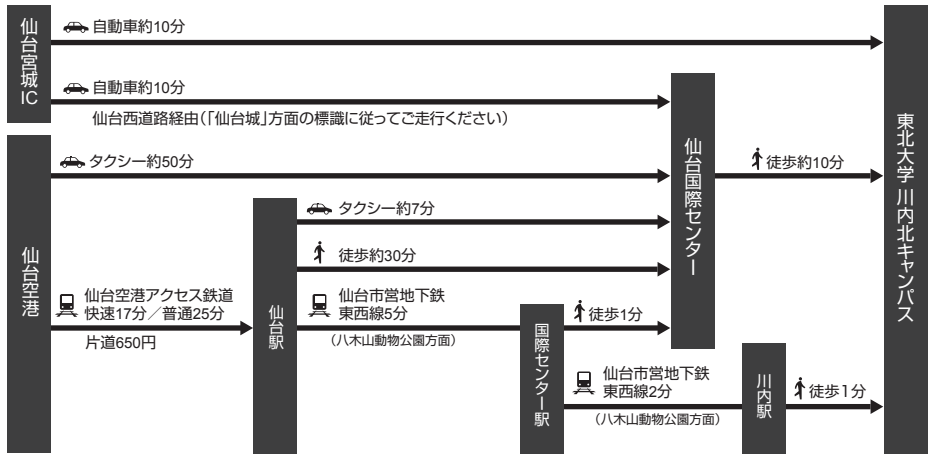 仙台宮城IC
自動車約10分
自動車約10分
仙台西道路経由(「仙台城」方面の標識に従ってご走行ください)
仙台空港
タクシー約50分
仙台空港アクセス鉄道
快速17分/普通25分
片道650円
仙台駅
タクシー約7分
徒歩約30分
仙台市営地下鉄
東西線5分
(八木山動物公園方面)
国際センター駅
徒歩1分
仙台国際センター
徒歩約10分
仙台市営地下鉄
東西線2分
(八木山動物公園方面)
川内駅
徒歩1分
東北大学 川内北キャンパス